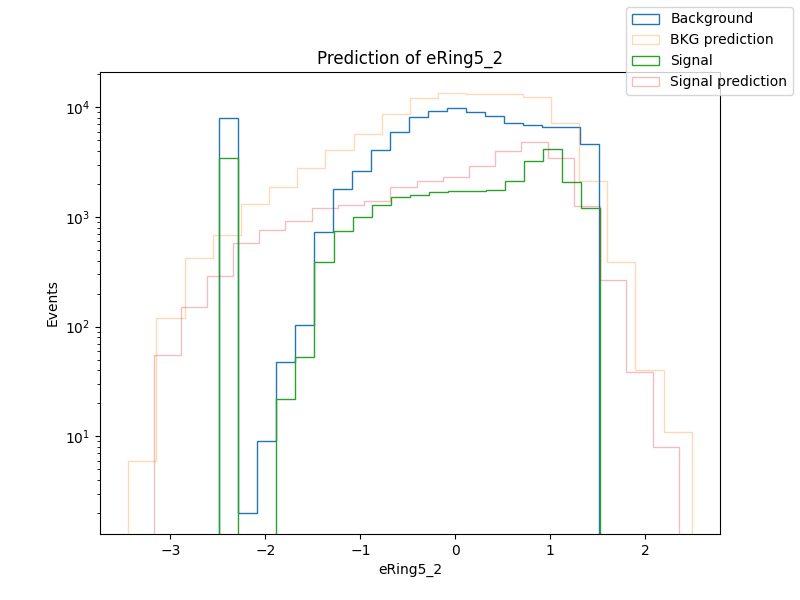 Prediction of eRing5_2
Background
BKG prediction
Signal
Signal prediction
Events
10^4
10^3
10^2
10^1
−3 −2 −1 0 1 2
eRing5_2